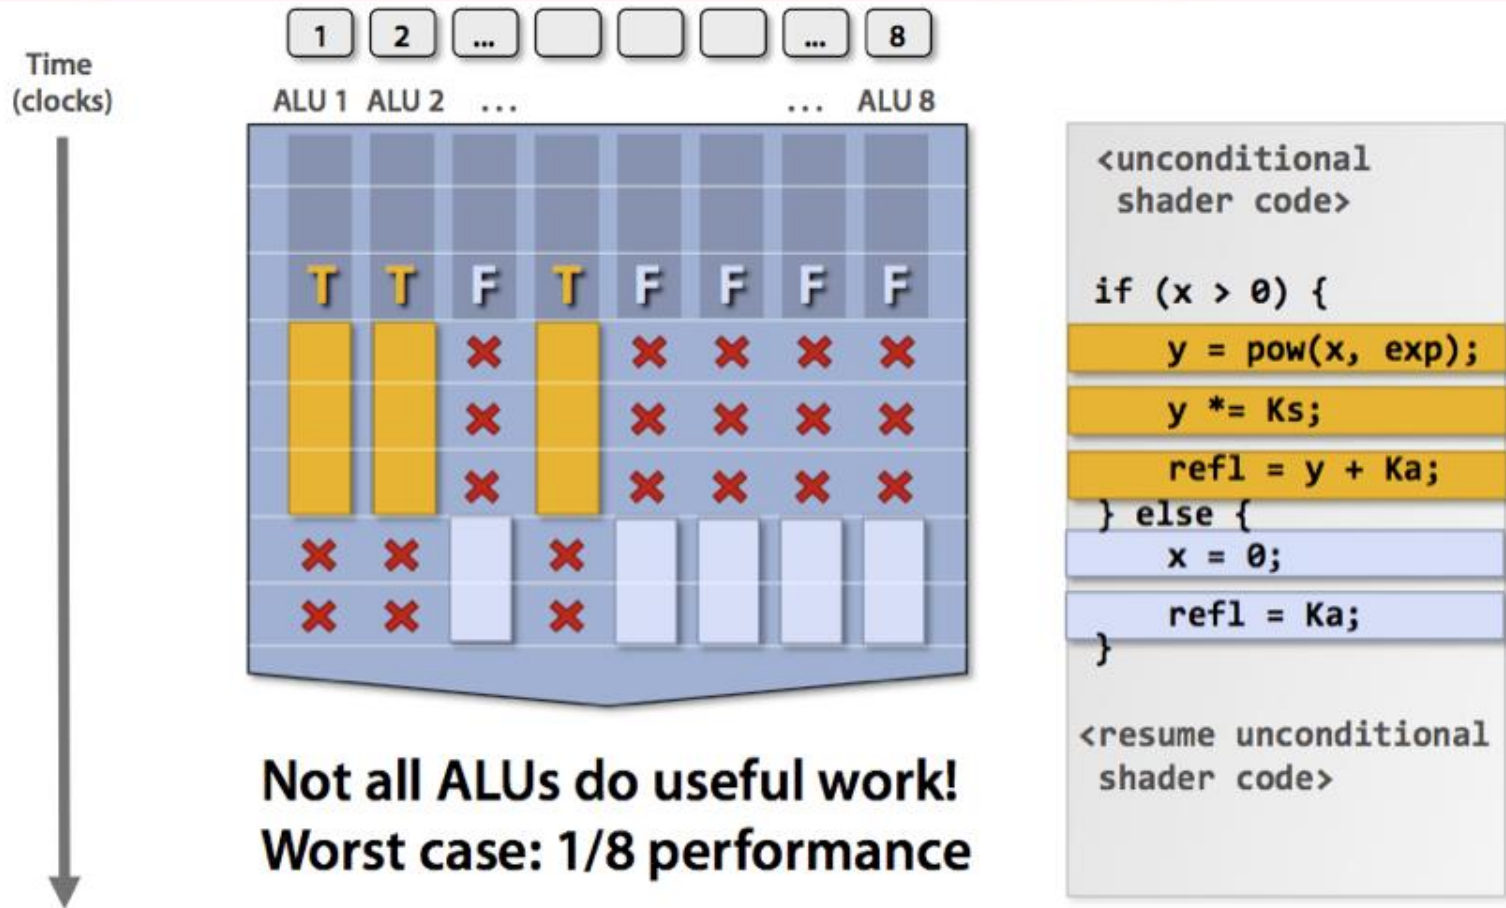 1 2 ... ... 8
Time
(clocks)
ALU 1 ALU 2 ... ... ALU 8
T T F T F F F F
<unconditional
shader code>
if (x > 0) {
y = pow(x, exp);
y *= Ks;
refl = y + Ka;
} else {
x = 0;
refl = Ka;
}
<resume unconditional
shader code>
Not all ALUs do useful work!
Worst case: 1/8 performance